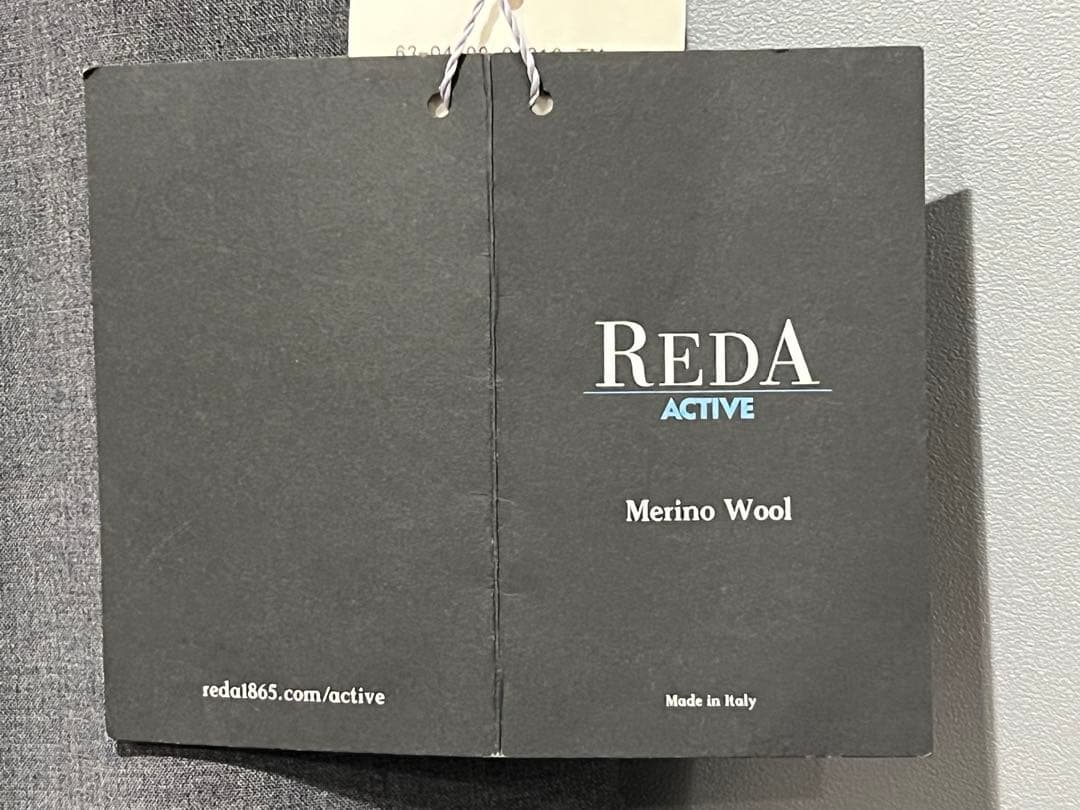 REDA
ACTIVE
Merino Wool
reda1865.com/active
Made in Italy